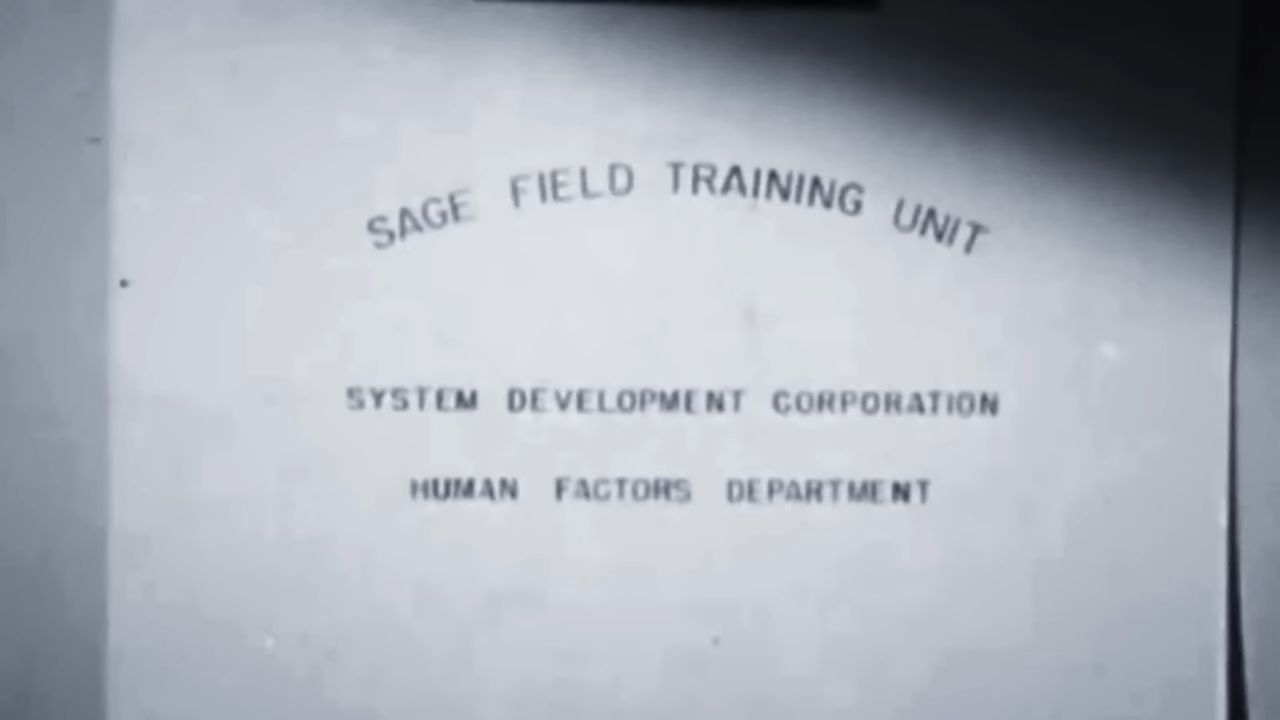 SAGE FIELD TRAINING UNIT
SYSTEM DEVELOPMENT CORPORATION
HUMAN FACTORS DEPARTMENT